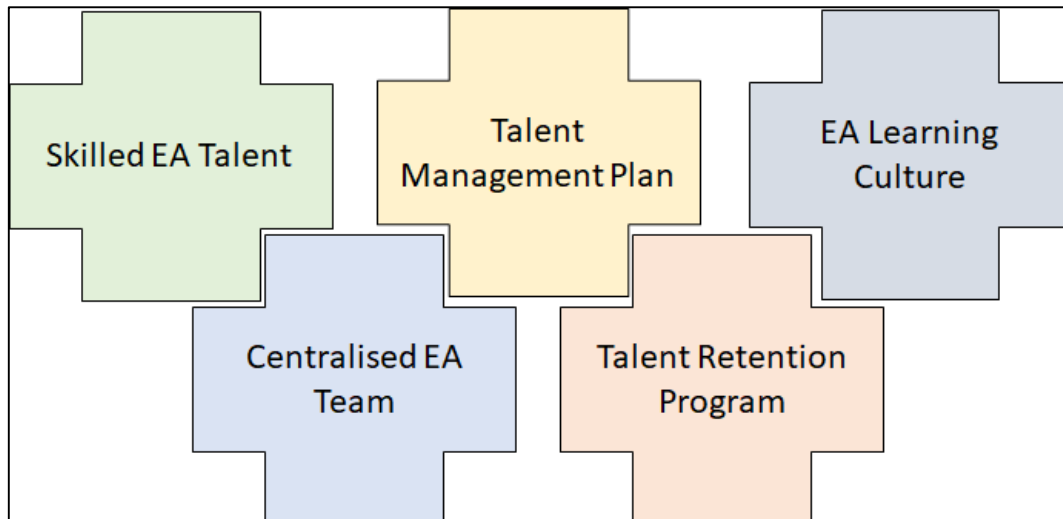 Skilled EA Talent
Talent
Management Plan
EA Learning
Culture
Centralised EA
Team
Talent Retention
Program